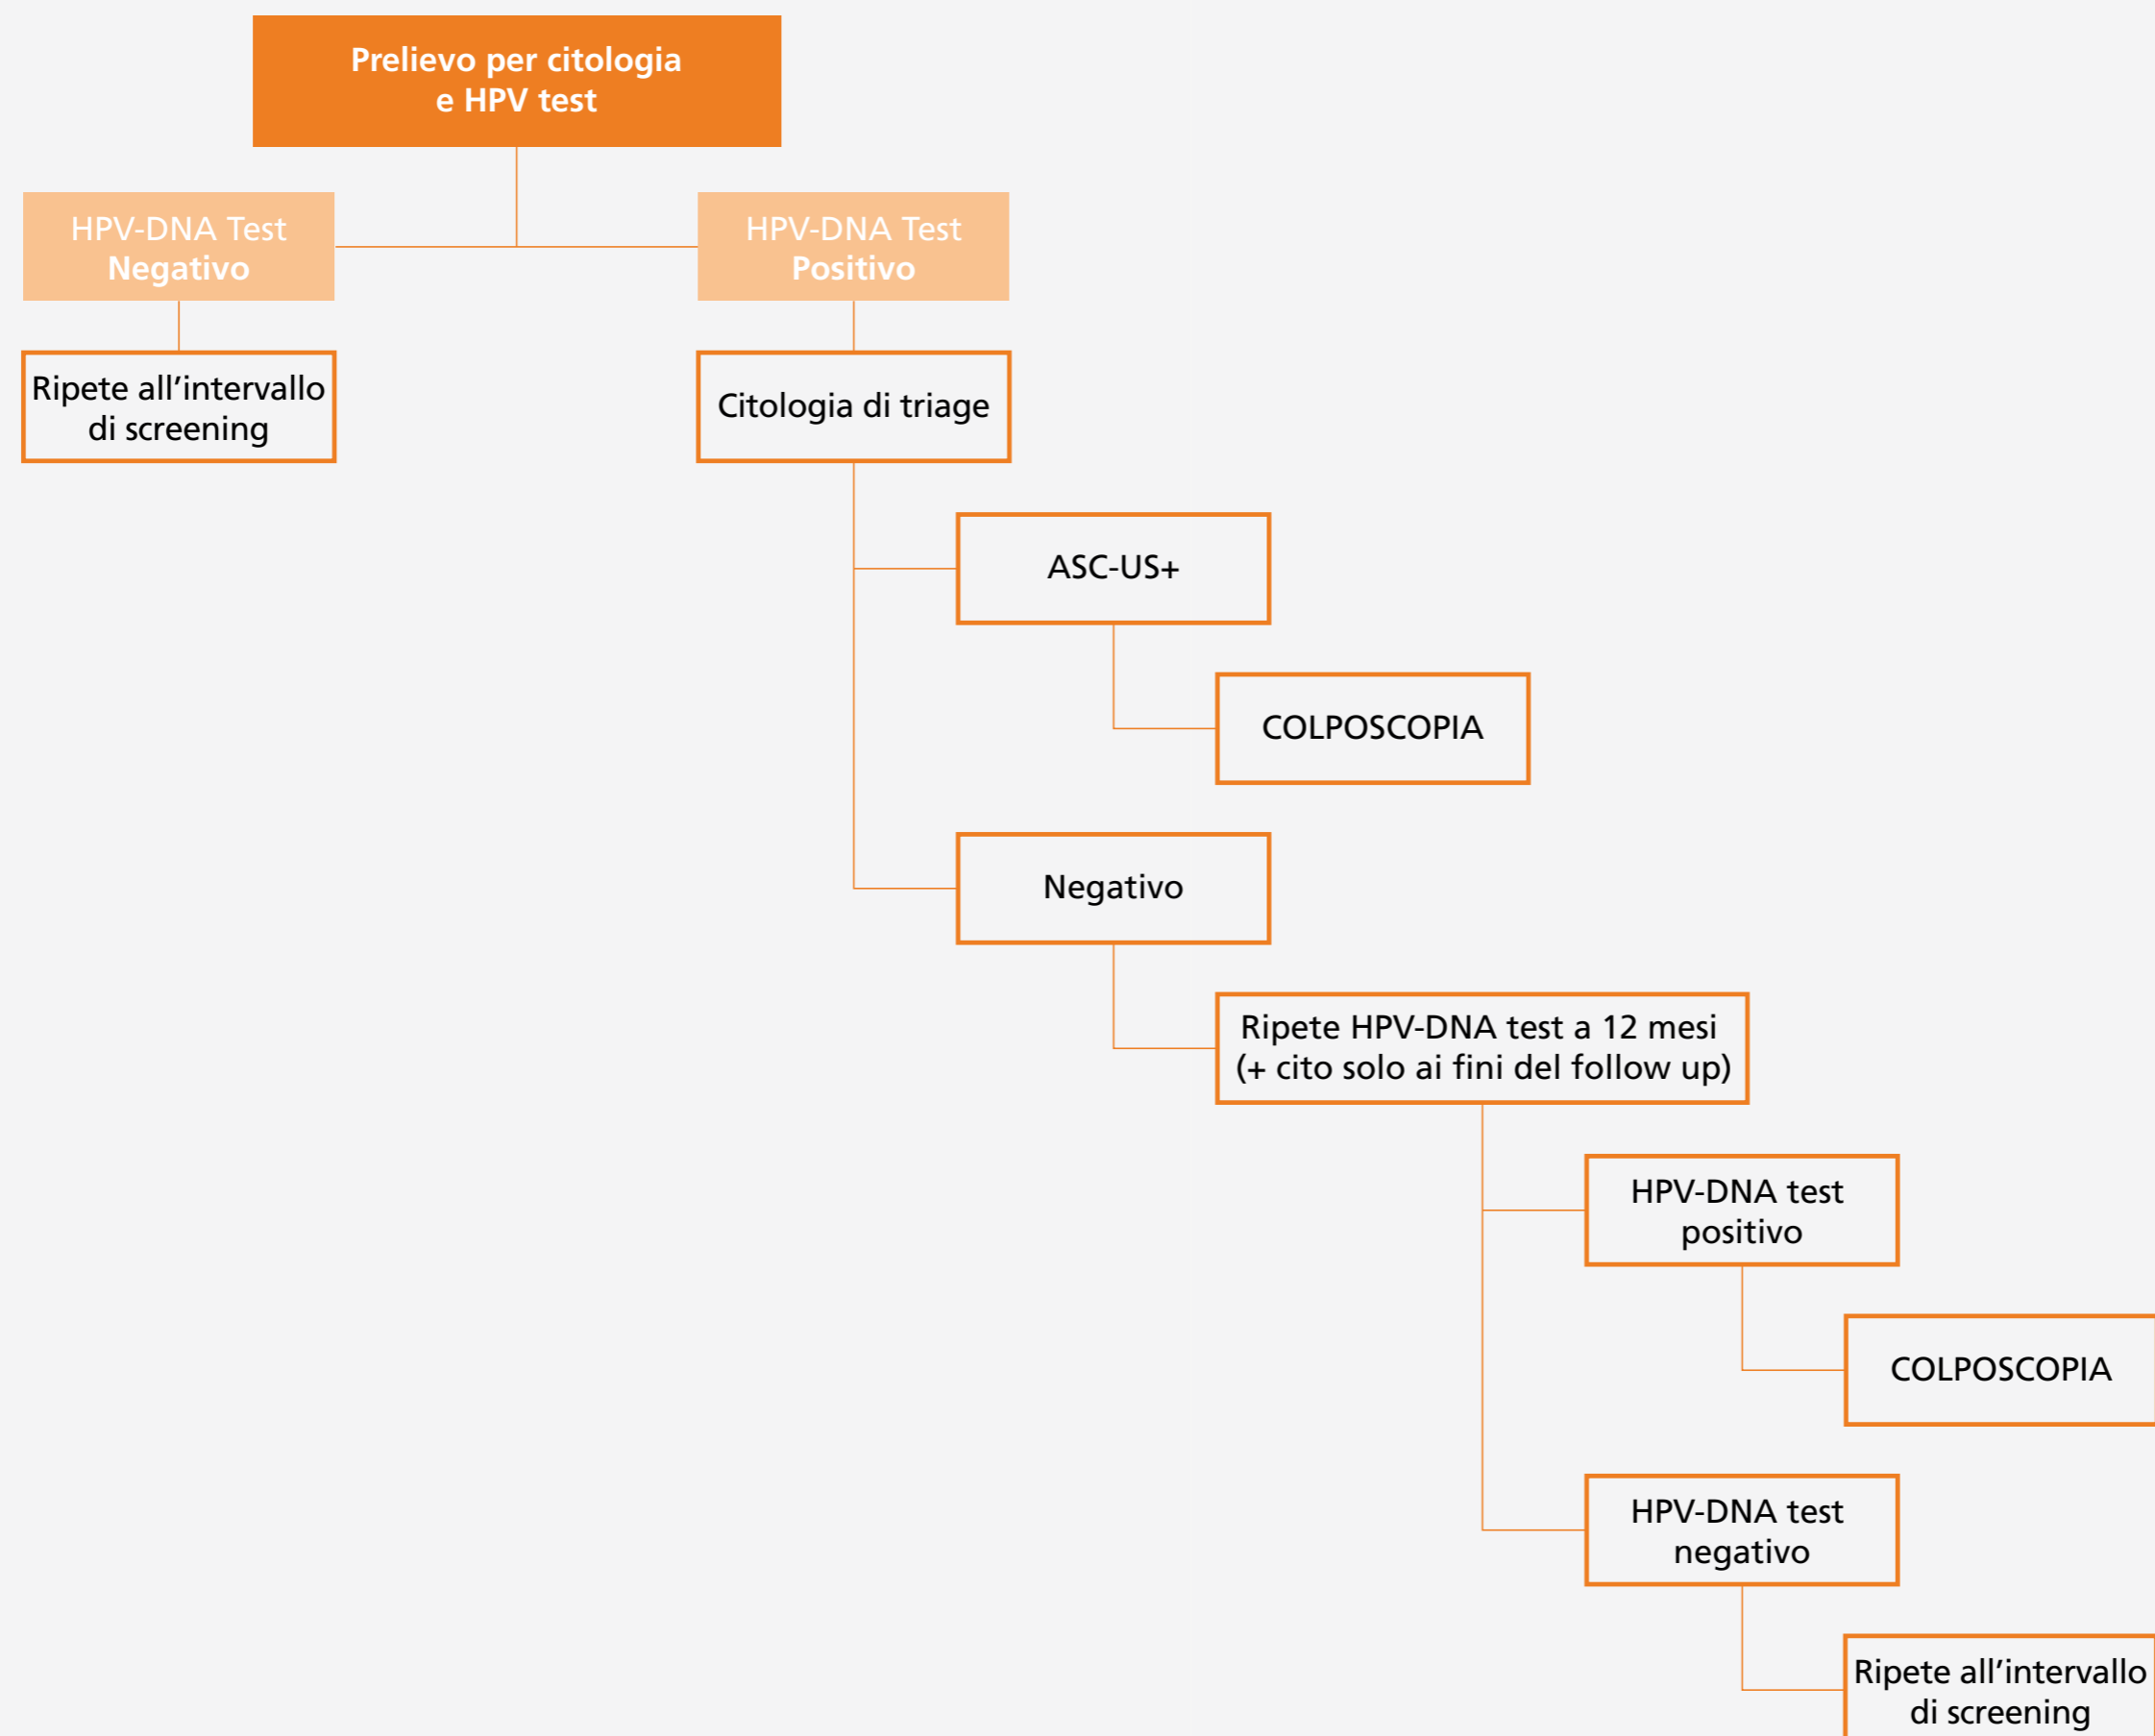 Prelievo per citologia
e HPV test
HPV-DNA Test
Negativo
HPV-DNA Test
Positivo
Ripete all’intervallo
di screening
Citologia di triage
ASC-US+
COLPOSCOPIA
Negativo
Ripete HPV-DNA test a 12 mesi
(+ cito solo ai fini del follow up)
HPV-DNA test
positivo
COLPOSCOPIA
HPV-DNA test
negativo
Ripete all’intervallo
di screening